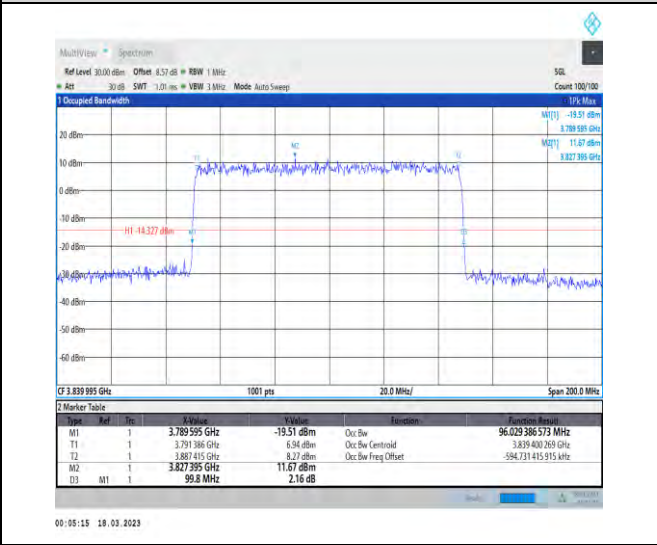 MultiView Spectrum
Ref Level 30.00 dBm Offset 8.57 dB RBW 1 MHz SGL
Att 30 dB SWT 1.01 ms VBW 3 MHz Mode Auto Sweep Count 100/100
1 Occupied Bandwidth 1Pk Max
M1[1] -19.51 dBm
3.789 595 GHz
M2[1] 11.67 dBm
3.827 395 GHz
20 dBm
M2
T1 T2
10 dBm
0 dBm
-10 dBm
H1 -14.327 dBm
M1 D3
-20 dBm
-30 dBm
-40 dBm
-50 dBm
-60 dBm
CF 3.839 995 GHz 1001 pts 20.0 MHz/ Span 200.0 MHz
2 Marker Table
Type Ref Trc X-Value Y-Value Function Function Result
M1 1 3.789 595 GHz -19.51 dBm Occ Bw 96.029 386 573 MHz
T1 1 3.791 386 GHz 6.94 dBm Occ Bw Centroid 3.839 400 269 GHz
T2 1 3.887 415 GHz 8.27 dBm Occ Bw Freq Offset -594.731 415 915 kHz
M2 1 3.827 395 GHz 11.67 dBm
D3 M1 1 99.8 MHz 2.16 dB
00:05:15 18.03.2023